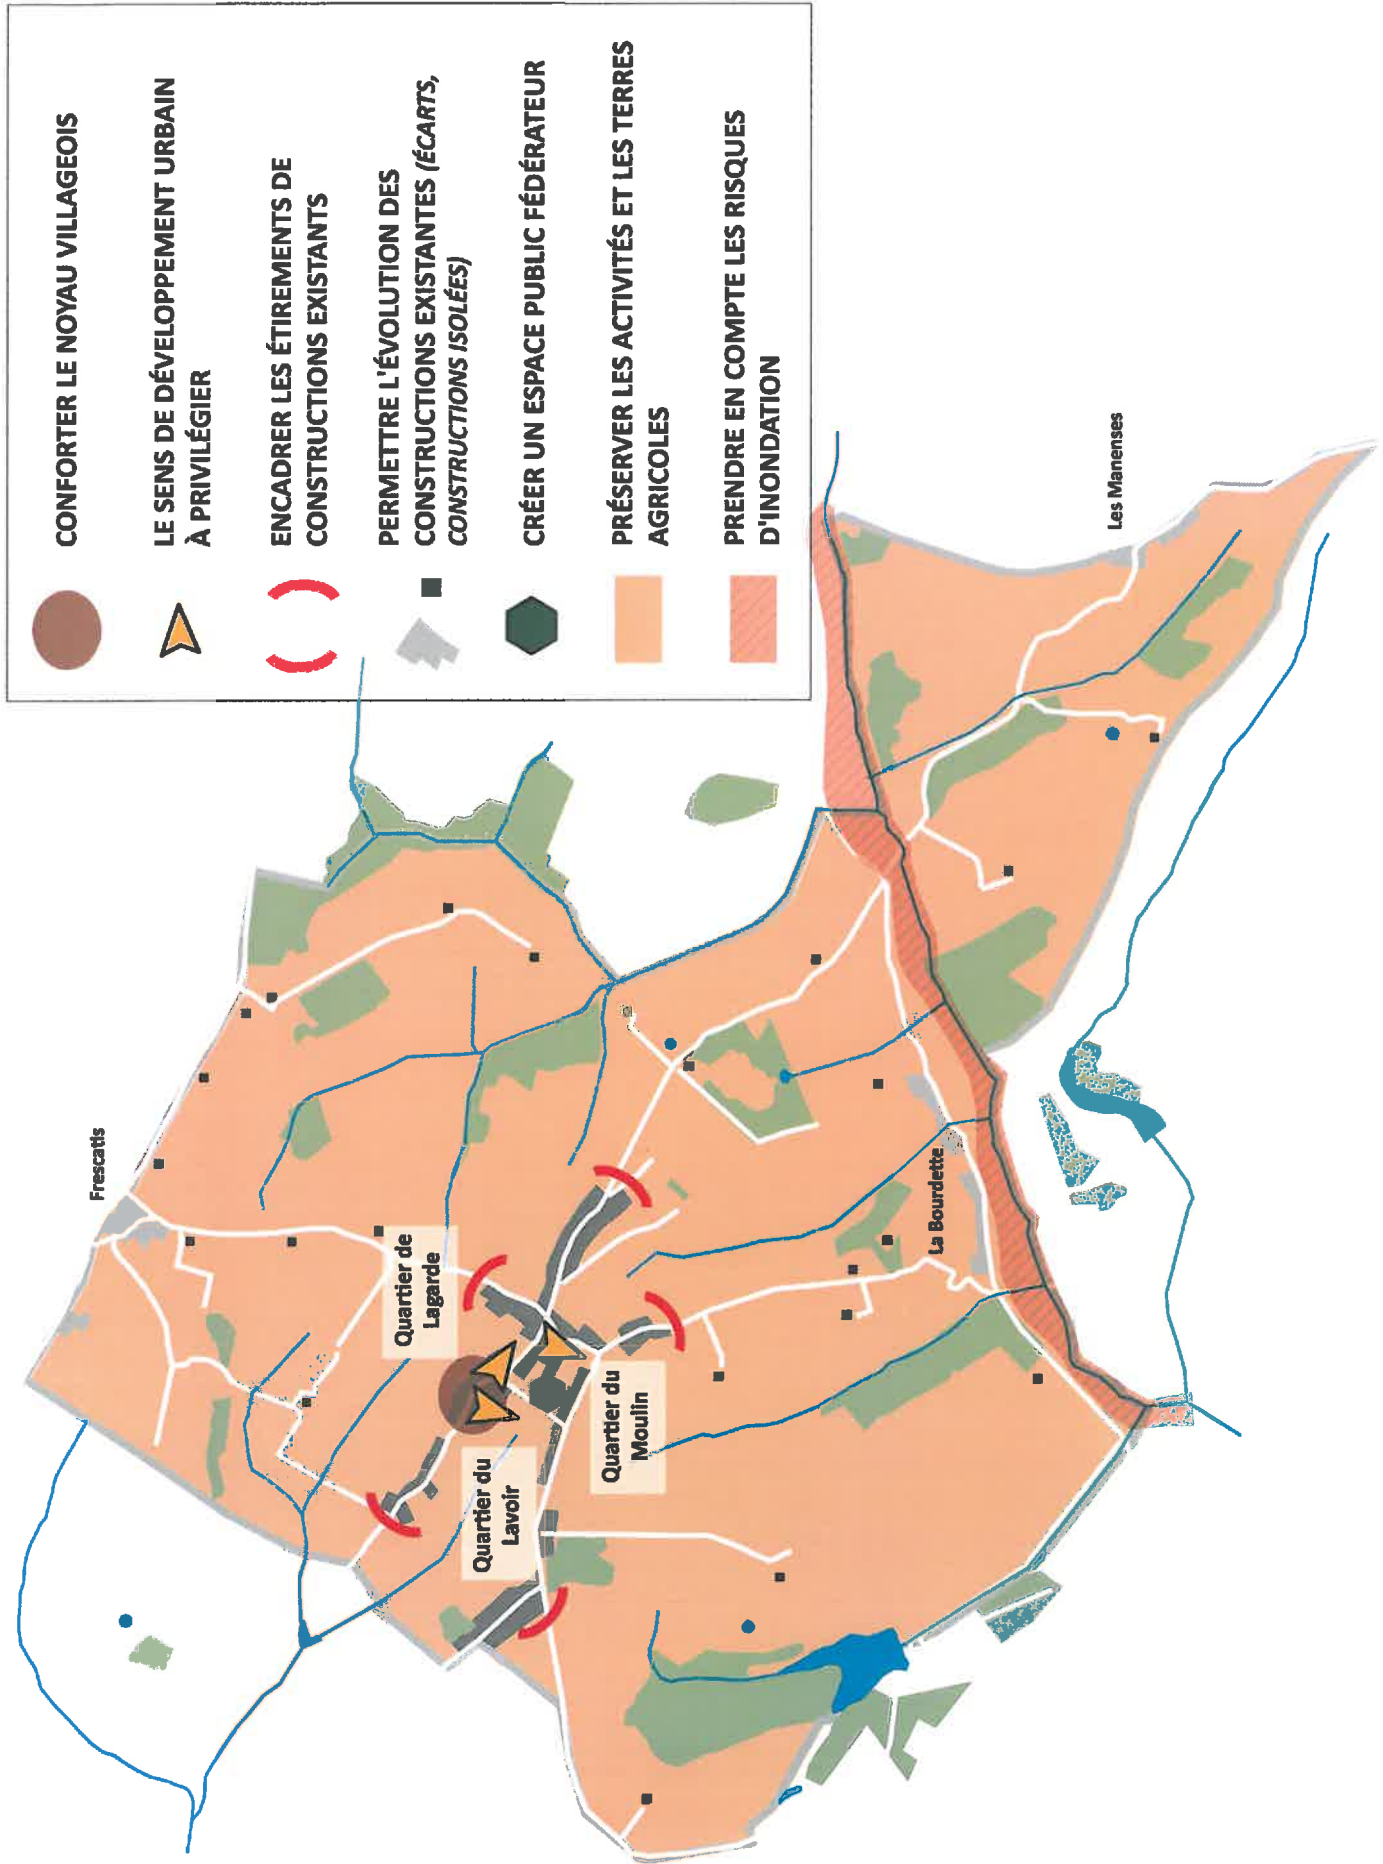 CONFORTER LE NOYAU VILLAGEOIS
LE SENS DE DÉVELOPPEMENT URBAIN
À PRIVILÉGIER
ENCADRER LES ÉTIREMENTS DE
CONSTRUCTIONS EXISTANTS
PERMETTRE L'ÉVOLUTION DES
CONSTRUCTIONS EXISTANTES (ÉCARTS,
CONSTRUCTIONS ISOLÉES)
CRÉER UN ESPACE PUBLIC FÉDÉRATEUR
PRÉSERVER LES ACTIVITÉS ET LES TERRES
AGRICOLES
PRENDRE EN COMPTE LES RISQUES
D'INONDATION
Frescatis
Quartier de
Lagarde
Quartier du
Lavoir
Quartier du
Moulin
La Bourdette
Les Manenses